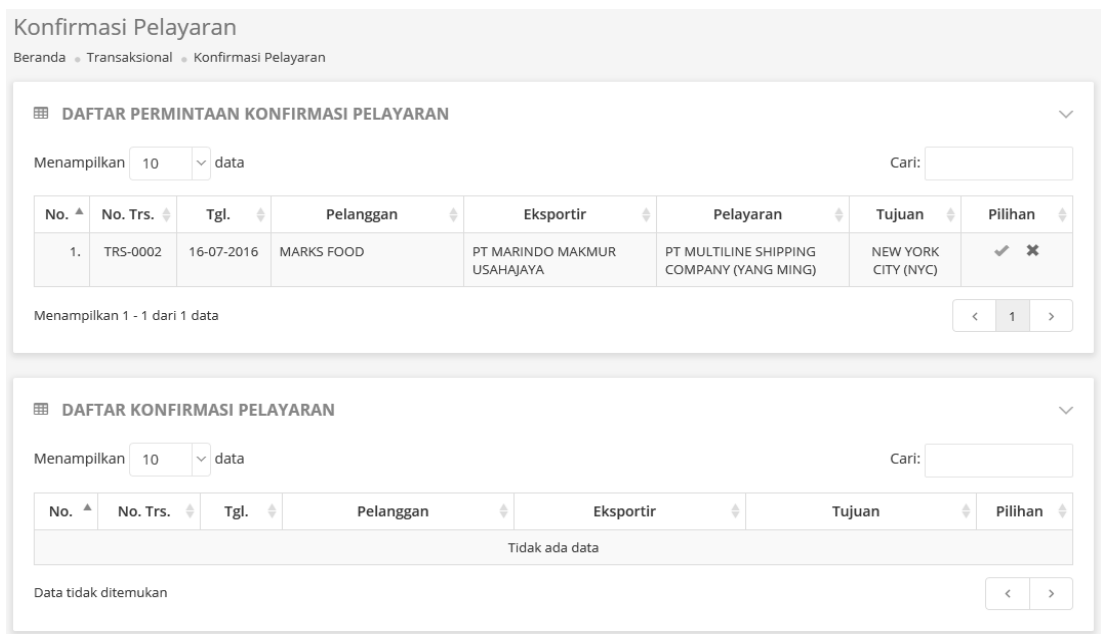 Konfirmasi Pelayaran
Beranda Transaksional Konfirmasi Pelayaran
DAFTAR PERMINTAAN KONFIRMASI PELAYARAN
Menampilkan 10 data Cari:
No. No. Trs. Tgl. Pelanggan Eksportir Pelayaran Tujuan Pilihan
1. TRS-0002 16-07-2016 MARKS FOOD PT MARINDO MAKMUR PT MULTILINE SHIPPING NEW YORK
USAHAJAYA COMPANY (YANG MING) CITY (NYC)
Menampilkan 1 - 1 dari 1 data < 1 >
DAFTAR KONFIRMASI PELAYARAN
Menampilkan 10 data Cari:
No. No. Trs. Tgl. Pelanggan Eksportir Tujuan Pilihan
Tidak ada data
Data tidak ditemukan < >